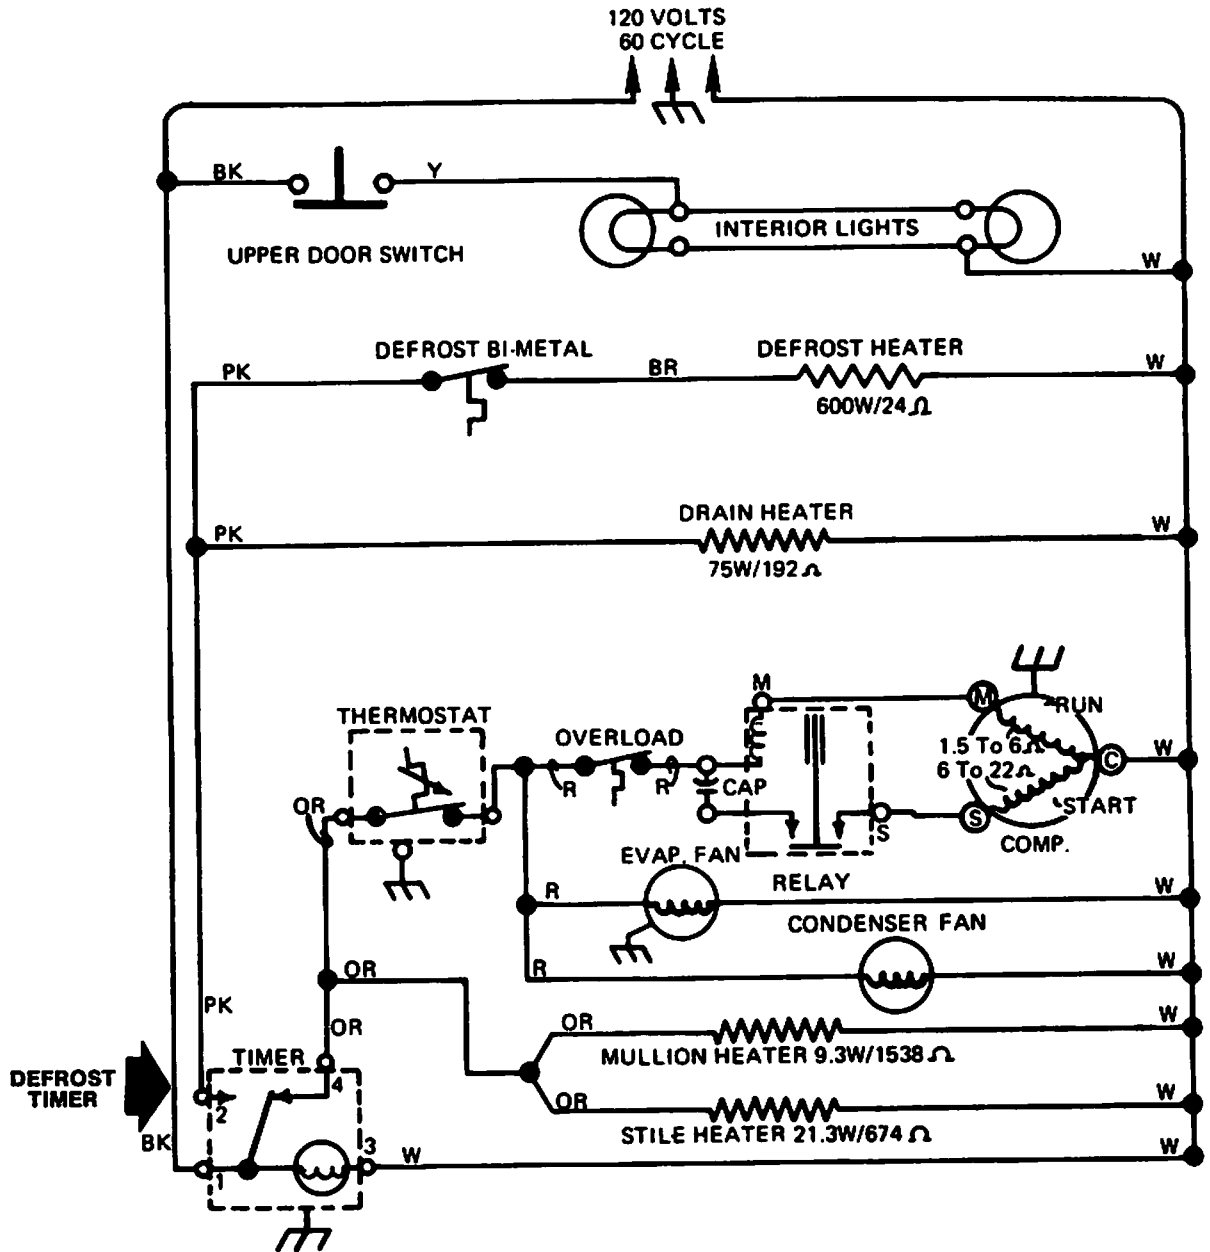 120 VOLTS
60 CYCLE
BK
Y
INTERIOR LIGHTS
UPPER DOOR SWITCH
W
DEFROST BI-METAL
DEFROST HEATER
PK
BR
W
600W/24Ω
DRAIN HEATER
PK
W
75W/192Ω
M
M
RUN
THERMOSTAT
OVERLOAD
1.5 To 6Ω
W
C
6 To 22Ω
R
R
CAP
OR
START
S
S
COMP.
EVAP. FAN
RELAY
R
W
CONDENSER FAN
OR
R
W
PK
OR
OR
W
MULLION HEATER 9.3W/1538Ω
TIMER
DEFROST
TIMER
4
2
OR
W
STILE HEATER 21.3W/674Ω
BK
3
W
W
1